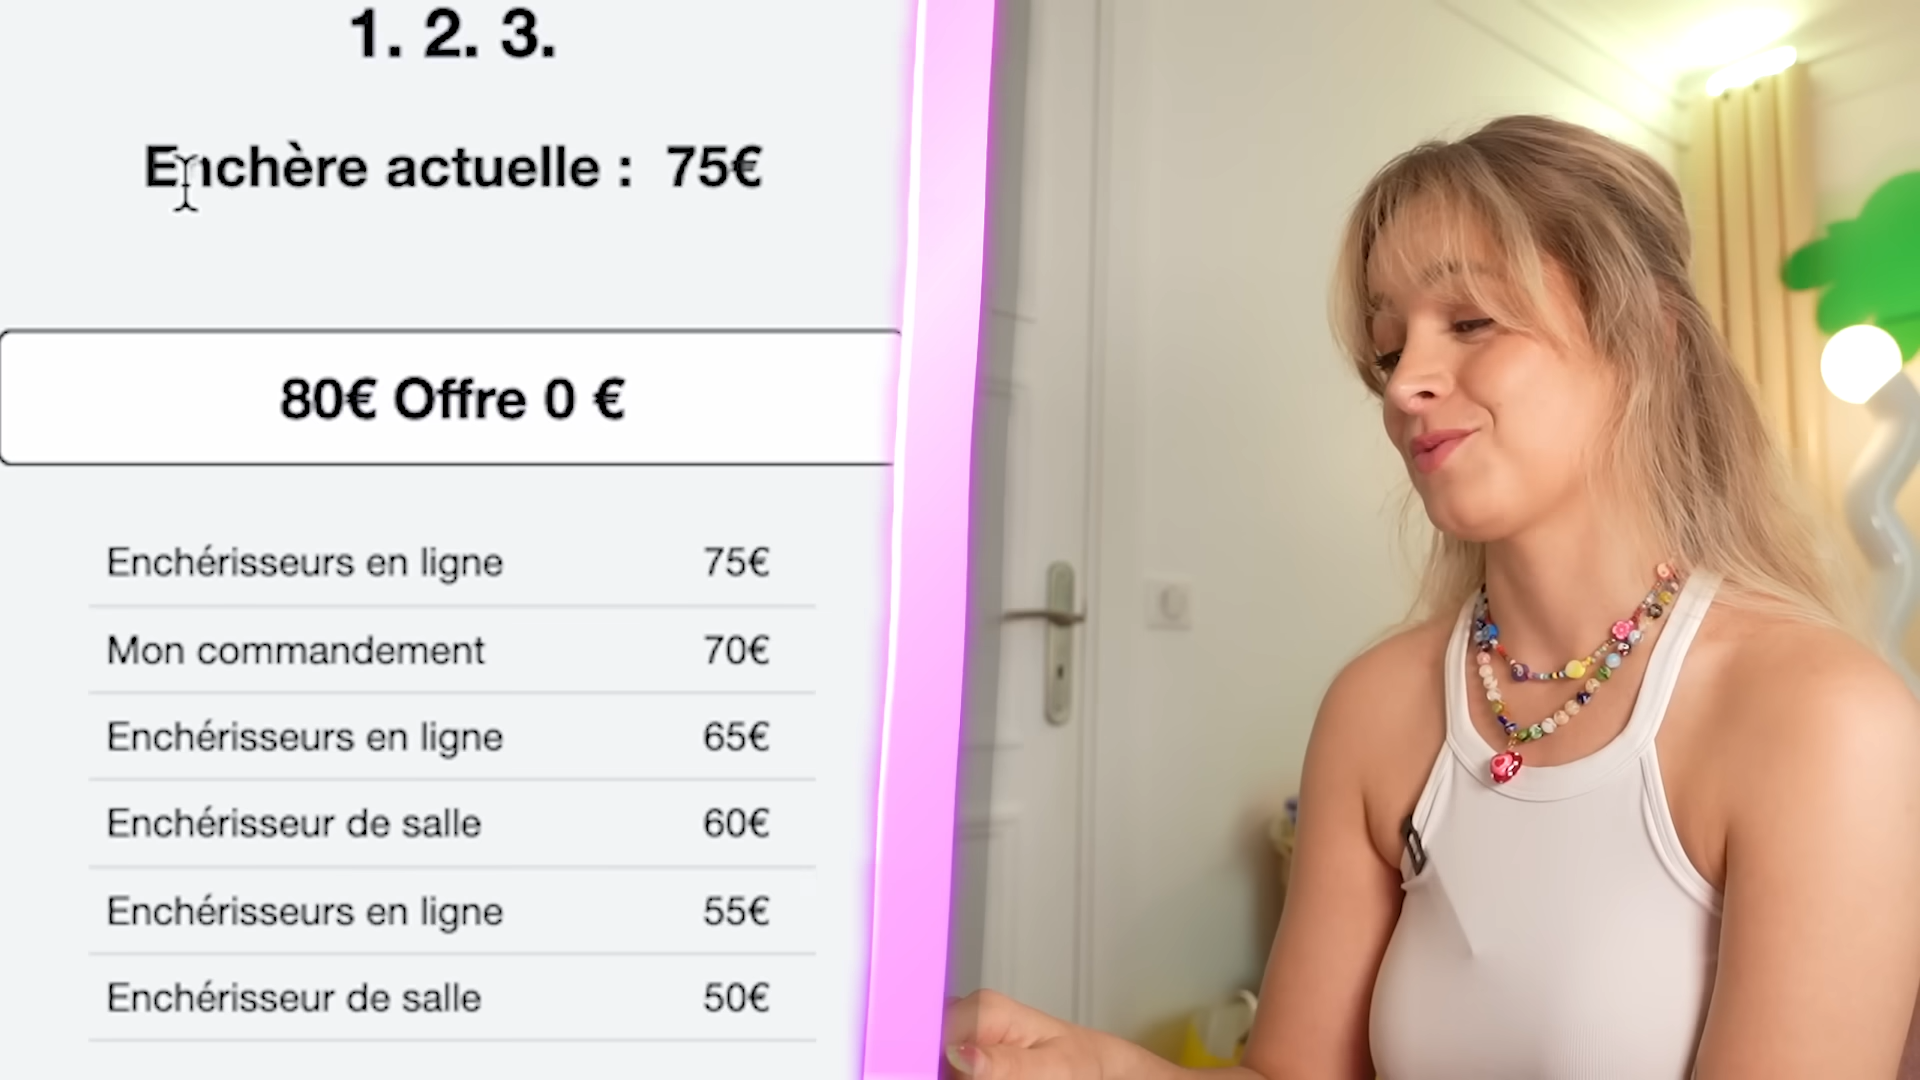 1. 2. 3.
Enchère actuelle : 75€
80€ Offre 0 €
Enchérisseurs en ligne 75€
Mon commandement 70€
Enchérisseurs en ligne 65€
Enchérisseur de salle 60€
Enchérisseurs en ligne 55€
Enchérisseur de salle 50€